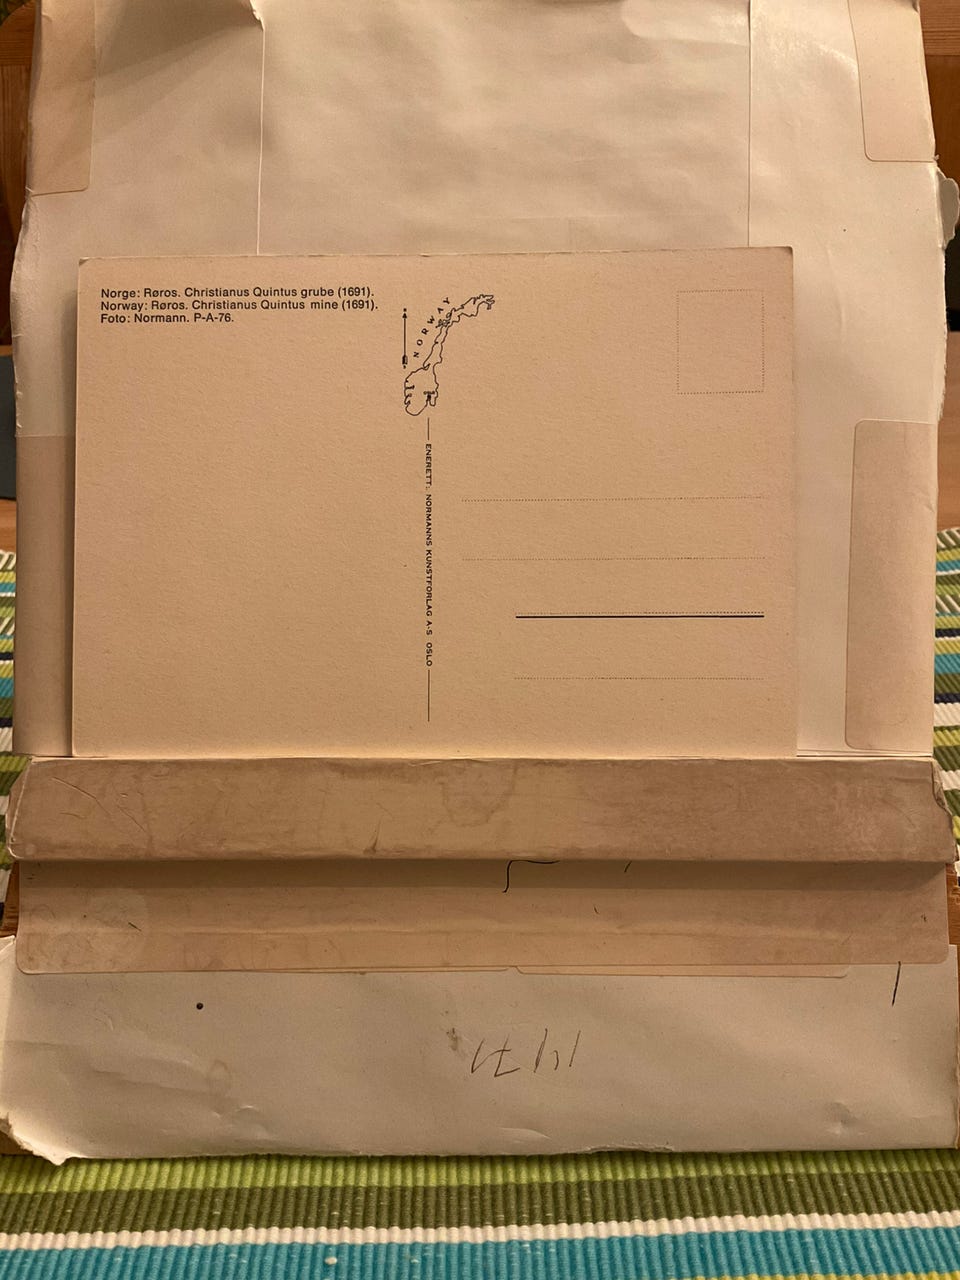 Norge: Røros. Christianus Quintus grube (1691).
Norway: Røros. Christianus Quintus mine (1691).
Foto: Normann. P-A-76.
NORWAY
ENERETT: NORMANNS KUNSTFORLAG A-S OSLO